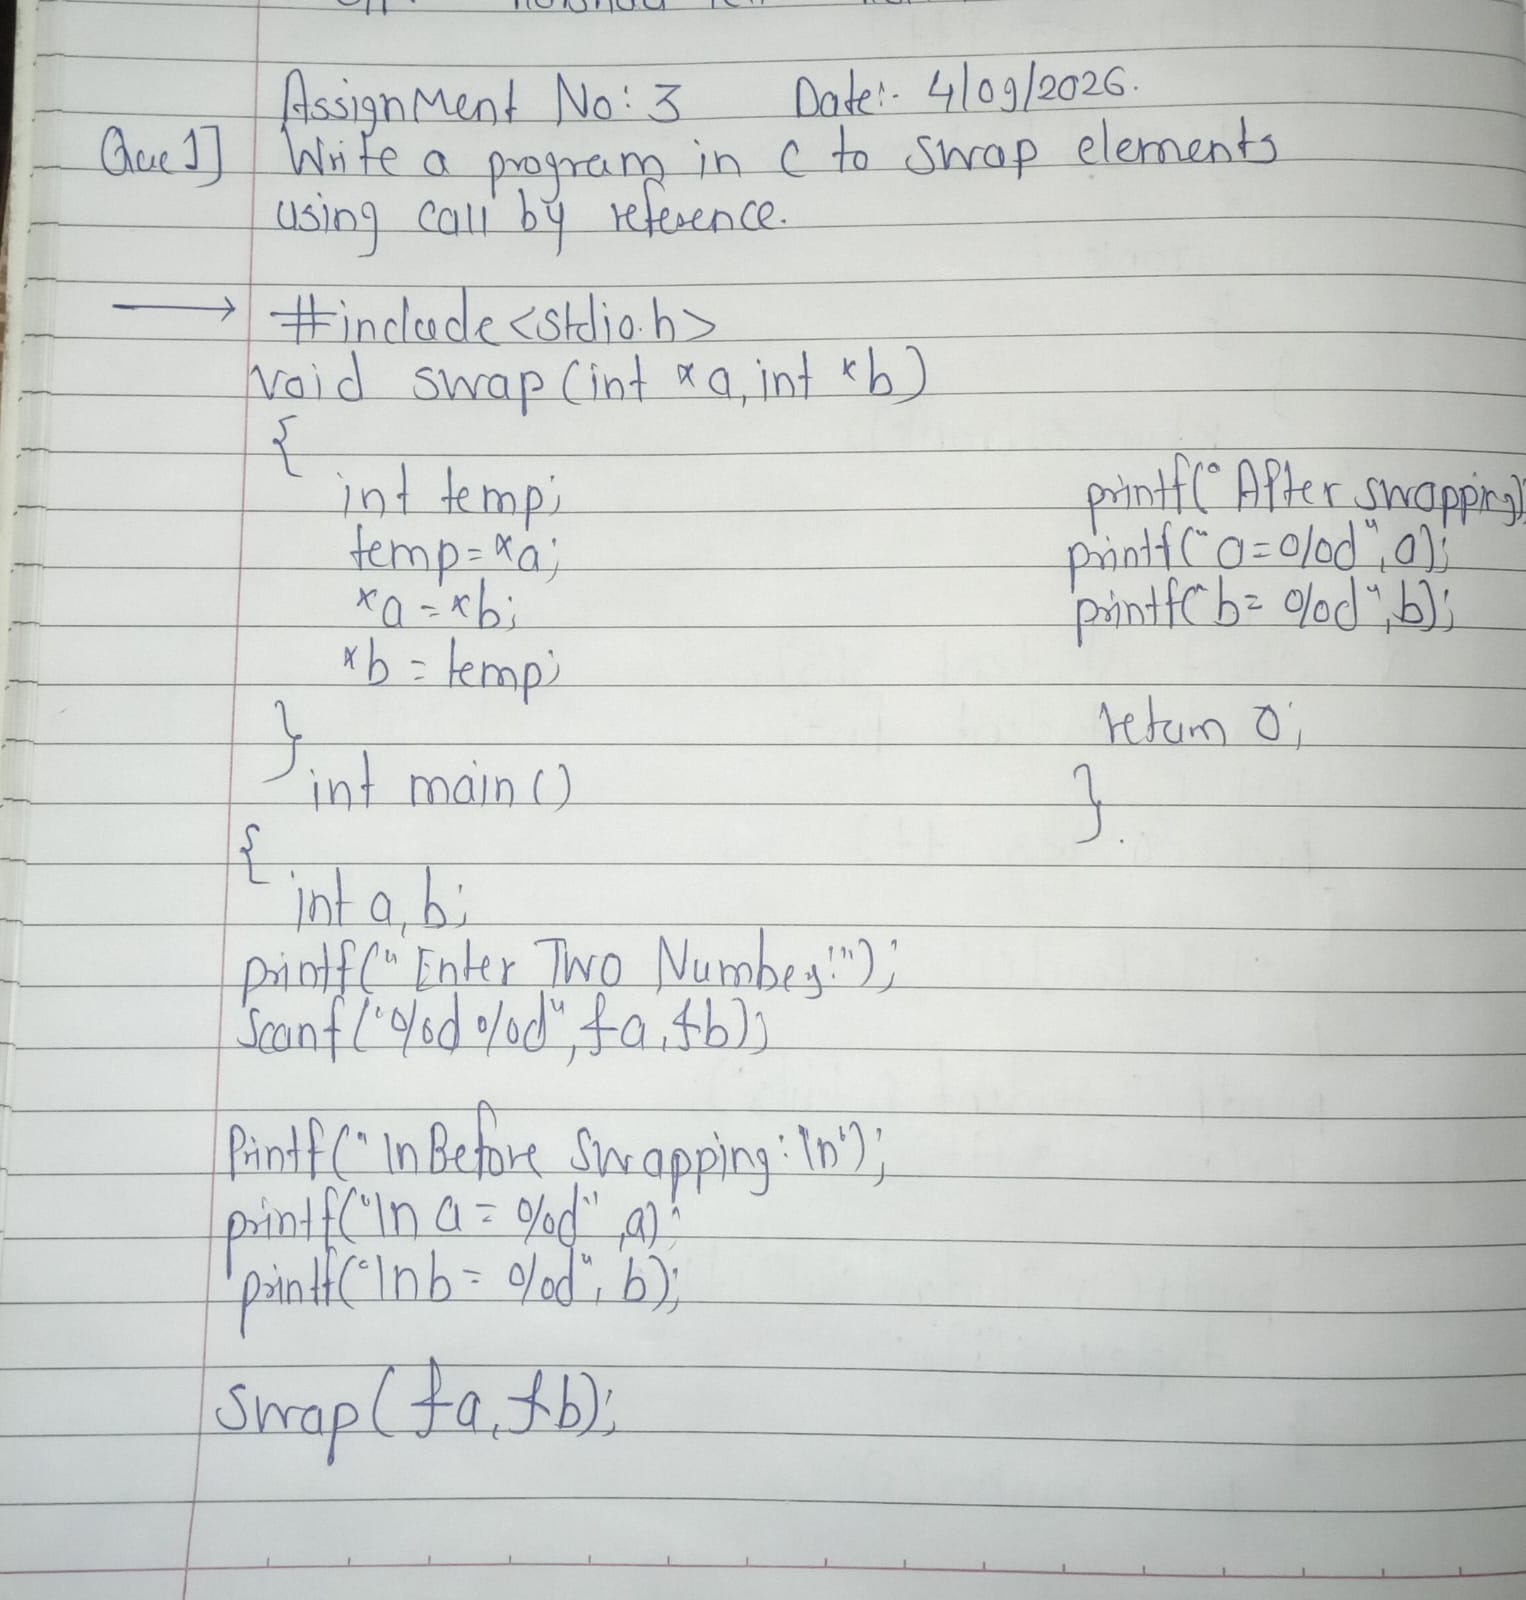 Assignment No: 3 Date:- 4/09/2026.
Que 1] Write a program in C to swap elements
using call by reference.
→ #include<stdio.h>
void swap (int *a, int *b)
{
int temp;
temp=*a;
*a=*b;
*b = temp;
}
int main ()
{
int a, b;
printf("Enter Two Number:");
scanf("%d%d", &a, &b);
Printf("\nBefore Swapping:\n");
printf("\n a = %d", a);
printf("\nb = %d", b);
swap(&a, &b);
printf("After swapping);
printf("a=%d", a);
printf("b= %d", b);
return 0;
}.